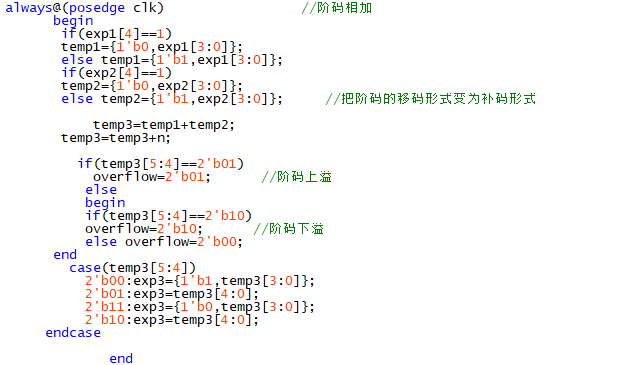 always@(posedge clk)                 //阶码相加
      begin
       if(exp1[4]==1)
       temp1={1'b0,exp1[3:0]};
       else temp1={1'b1,exp1[3:0]};
       if(exp2[4]==1)
       temp2={1'b0,exp2[3:0]};
       else temp2={1'b1,exp2[3:0]};     //把阶码的移码形式变为补码形式
           temp3=temp1+temp2;
       temp3=temp3+n;
         if(temp3[5:4]==2'b01)
           overflow=2'b01;      //阶码上溢
          else
          begin
          if(temp3[5:4]==2'b10)
          overflow=2'b10;       //阶码下溢
          else overflow=2'b00;
      end
        case(temp3[5:4])
          2'b00:exp3={1'b1,temp3[3:0]};
          2'b01:exp3=temp3[4:0];
          2'b11:exp3={1'b0,temp3[3:0]};
          2'b10:exp3=temp3[4:0];
     endcase
             end